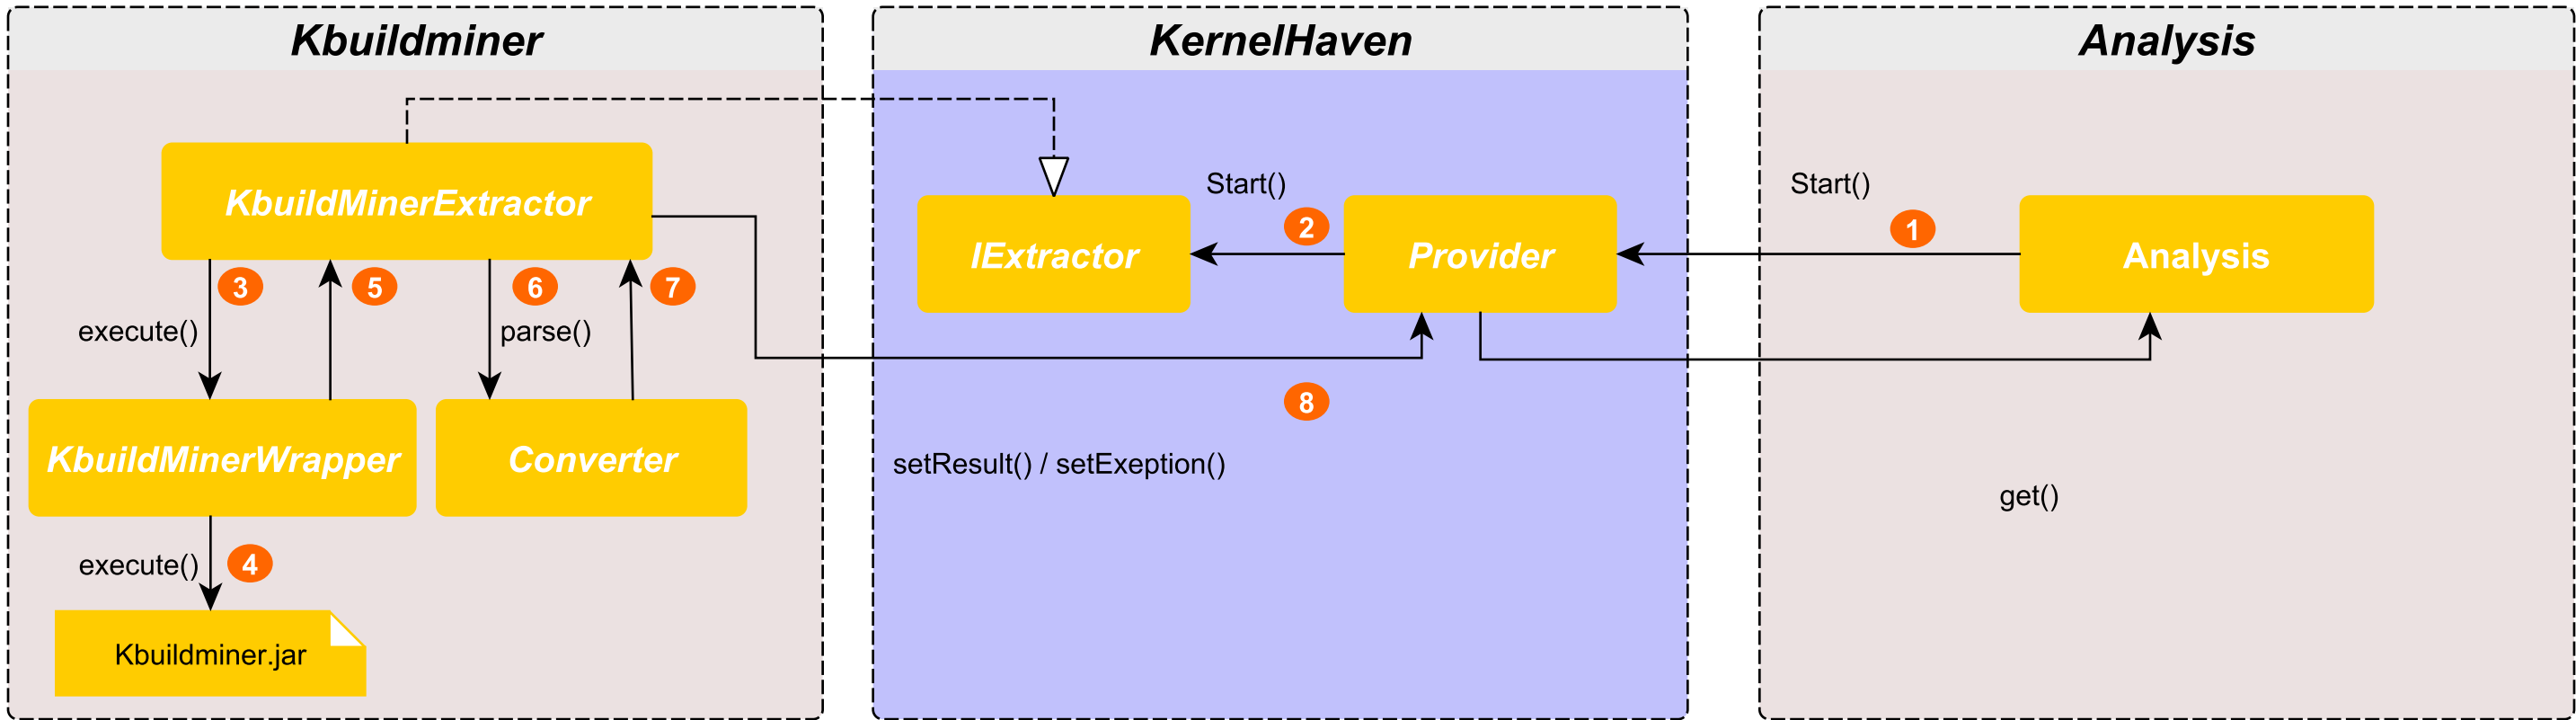 Kbuildminer
KernelHaven
Analysis
KbuildMinerExtractor
Start()
Start()
IExtractor
2
Provider
1
Analysis
3
5
6
7
execute()
parse()
8
KbuildMinerWrapper
Converter
setResult() / setExeption()
get()
execute()
4
Kbuildminer.jar